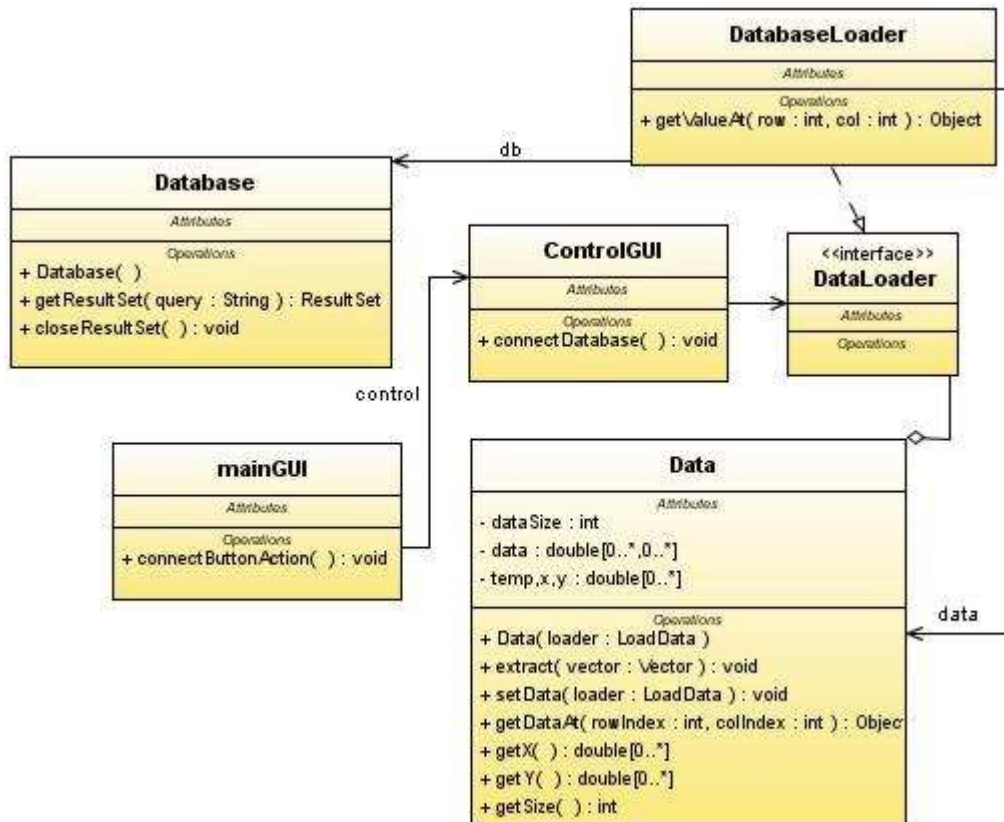 DatabaseLoader
Attributes
Operations
+ getValueAt( row : int, col : int ) : Object
db
Database
Attributes
Operations
+ Database( )
+ getResultSet( query : String ) : ResultSet
+ closeResultSet( ) : void
ControlGUI
Attributes
Operations
+ connectDatabase( ) : void
<<interface>>
DataLoader
Attributes
Operations
control
mainGUI
Attributes
Operations
+ connectButtonAction( ) : void
Data
Attributes
- dataSize : int
- data : double[0..*,0..*]
- temp,x,y : double[0..*]
Operations
+ Data( loader : LoadData )
+ extract( vector : Vector ) : void
+ setData( loader : LoadData ) : void
+ getDataAt( rowIndex : int, colIndex : int ) : Object
+ getX( ) : double[0..*]
+ getY( ) : double[0..*]
+ getSize( ) : int
data